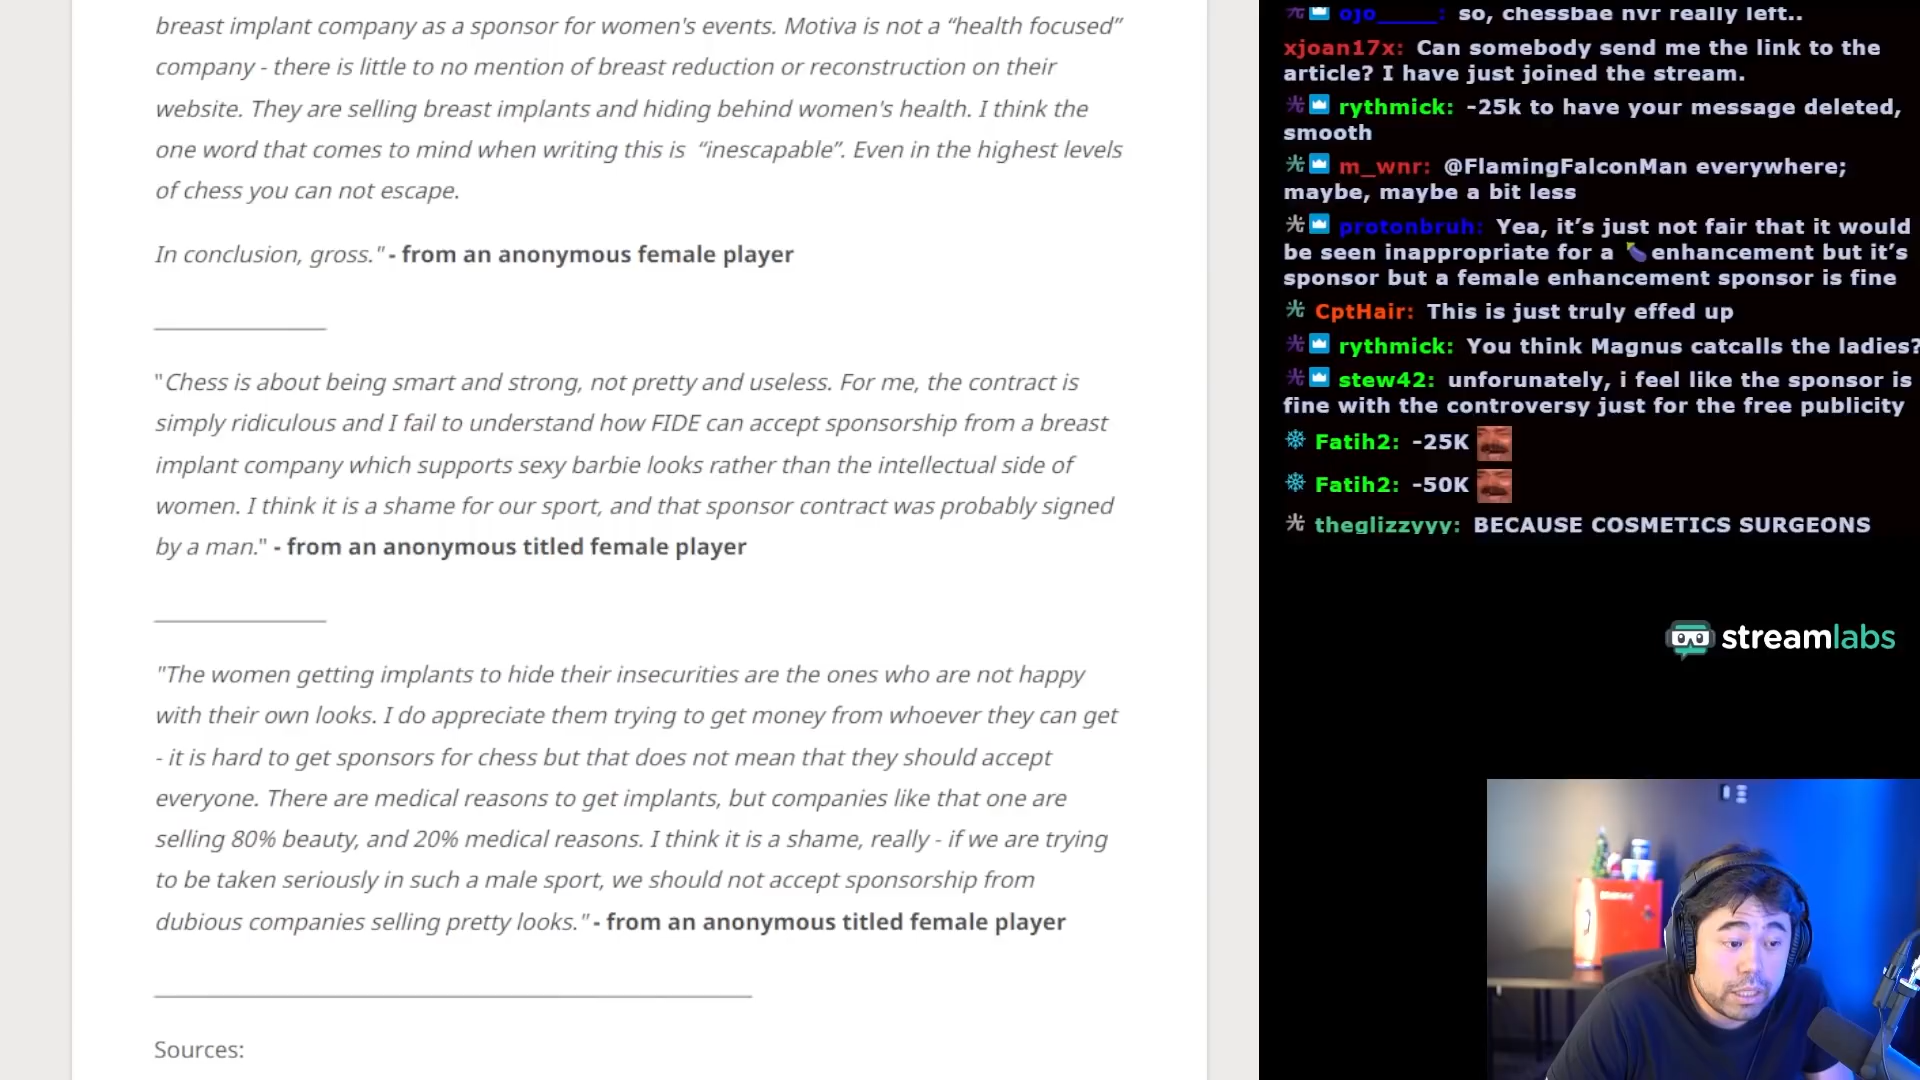 breast implant company as a sponsor for women's events. Motiva is not a “health focused”
company - there is little to no mention of breast reduction or reconstruction on their
website. They are selling breast implants and hiding behind women's health. I think the
one word that comes to mind when writing this is “inescapable”. Even in the highest levels
of chess you can not escape.
In conclusion, gross." - from an anonymous female player
"Chess is about being smart and strong, not pretty and useless. For me, the contract is
simply ridiculous and I fail to understand how FIDE can accept sponsorship from a breast
implant company which supports sexy barbie looks rather than the intellectual side of
women. I think it is a shame for our sport, and that sponsor contract was probably signed
by a man." - from an anonymous titled female player
"The women getting implants to hide their insecurities are the ones who are not happy
with their own looks. I do appreciate them trying to get money from whoever they can get
- it is hard to get sponsors for chess but that does not mean that they should accept
everyone. There are medical reasons to get implants, but companies like that one are
selling 80% beauty, and 20% medical reasons. I think it is a shame, really - if we are trying
to be taken seriously in such a male sport, we should not accept sponsorship from
dubious companies selling pretty looks." - from an anonymous titled female player
Sources:
ojo_____: so, chessbae nvr really left..
xjoan17x: Can somebody send me the link to the
article? I have just joined the stream.
rythmick: -25k to have your message deleted,
smooth
m_wnr: @FlamingFalconMan everywhere;
maybe, maybe a bit less
protonbruh: Yea, it’s just not fair that it would
be seen inappropriate for a enhancement but it’s
sponsor but a female enhancement sponsor is fine
CptHair: This is just truly effed up
rythmick: You think Magnus catcalls the ladies?
stew42: unforunately, i feel like the sponsor is
fine with the controversy just for the free publicity
Fatih2: -25K
Fatih2: -50K
theglizzyyy: BECAUSE COSMETICS SURGEONS
streamlabs